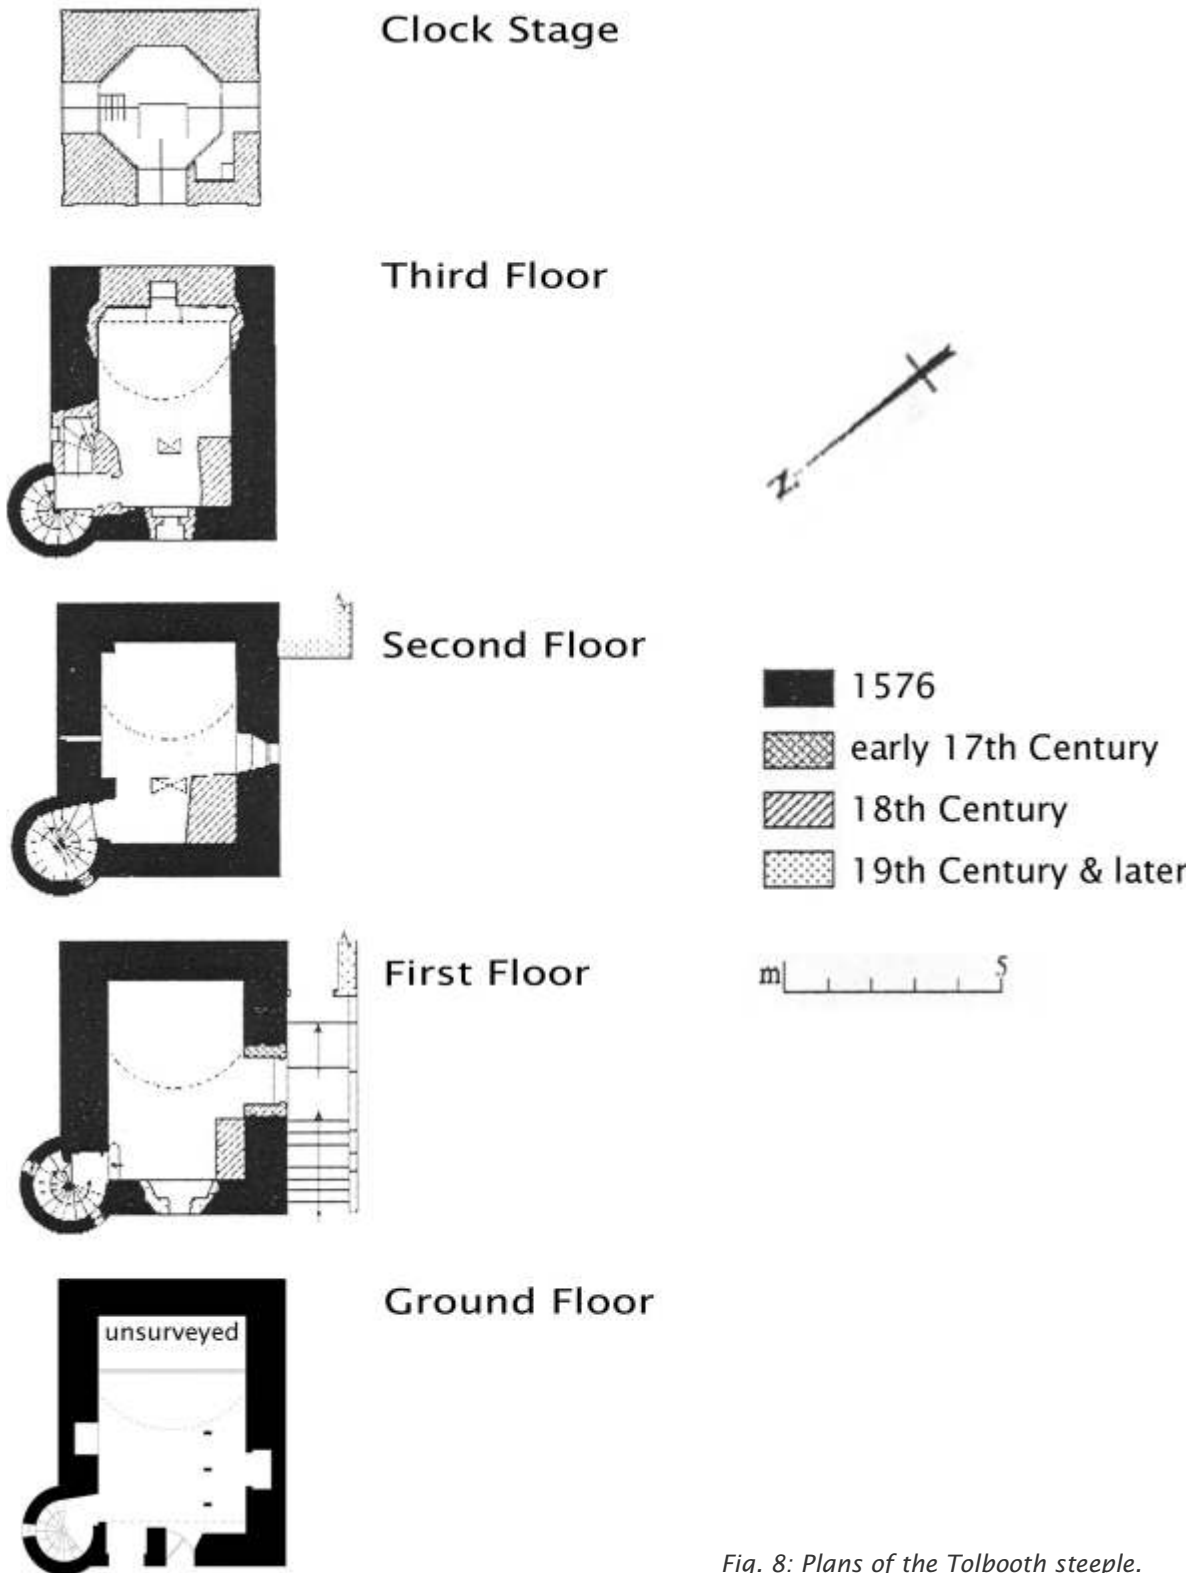 Clock Stage
Third Floor
N.
Second Floor
1576
early 17th Century
18th Century
19th Century & later
First Floor
m 5
Ground Floor
unsurveyed
Fig. 8: Plans of the Tolbooth steeple.